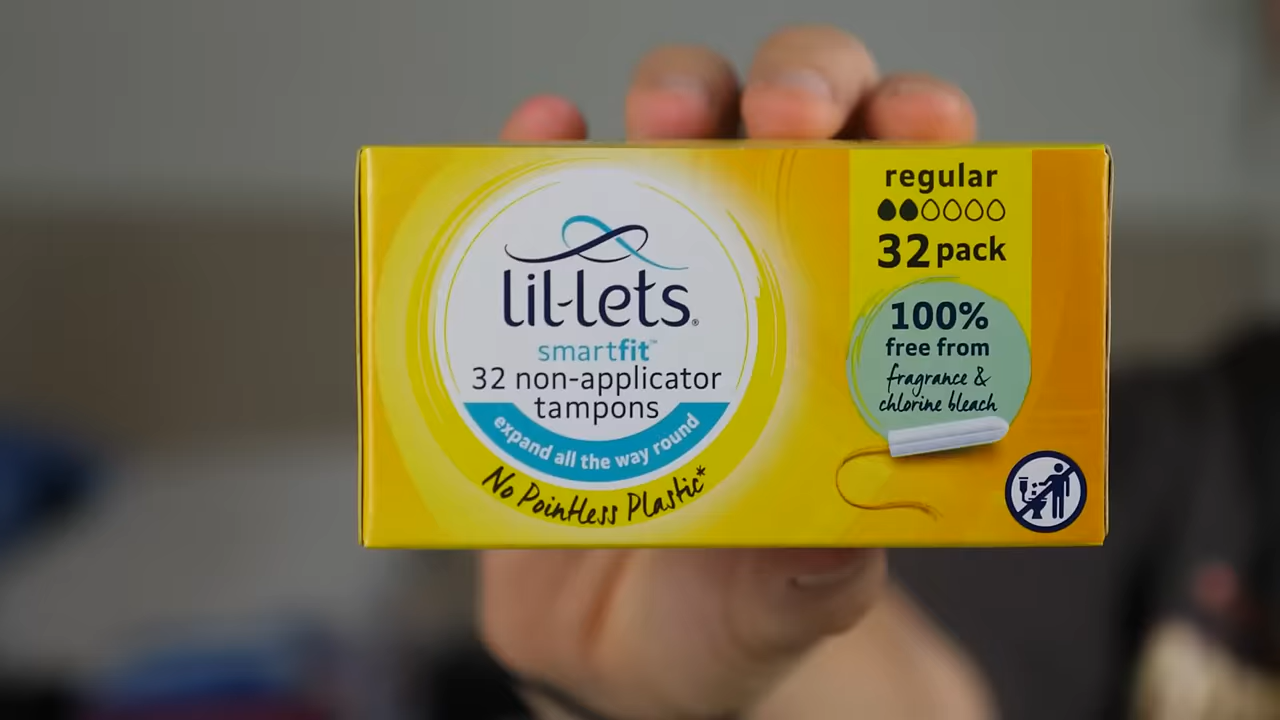 lil-lets®
smartfit™
32 non-applicator
tampons
expand all the way round
No Pointless Plastic*
regular
32 pack
100%
free from
fragrance &
chlorine bleach